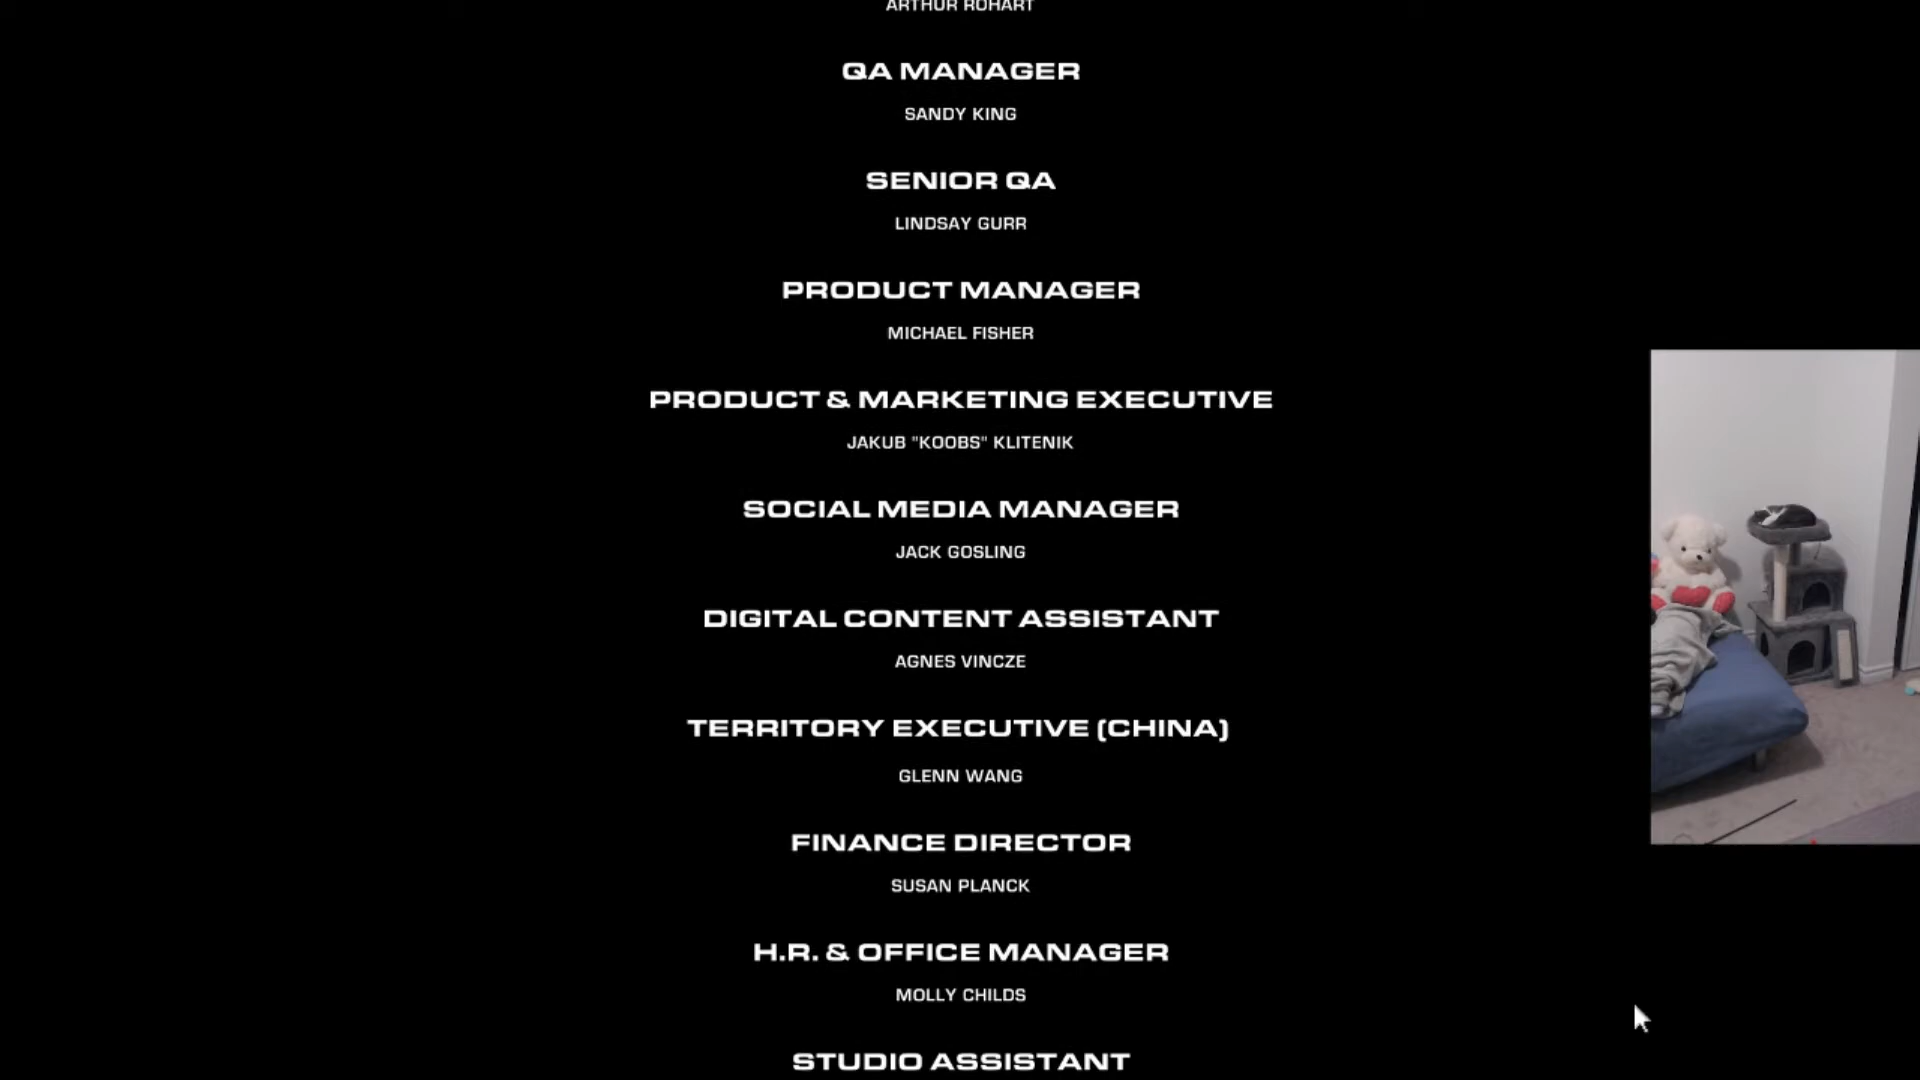 ARTHUR ROHART
QA MANAGER
SANDY KING
SENIOR QA
LINDSAY GURR
PRODUCT MANAGER
MICHAEL FISHER
PRODUCT & MARKETING EXECUTIVE
JAKUB "KOOBS" KLITENIK
SOCIAL MEDIA MANAGER
JACK GOSLING
DIGITAL CONTENT ASSISTANT
AGNES VINCZE
TERRITORY EXECUTIVE (CHINA)
GLENN WANG
FINANCE DIRECTOR
SUSAN PLANCK
H.R. & OFFICE MANAGER
MOLLY CHILDS
STUDIO ASSISTANT